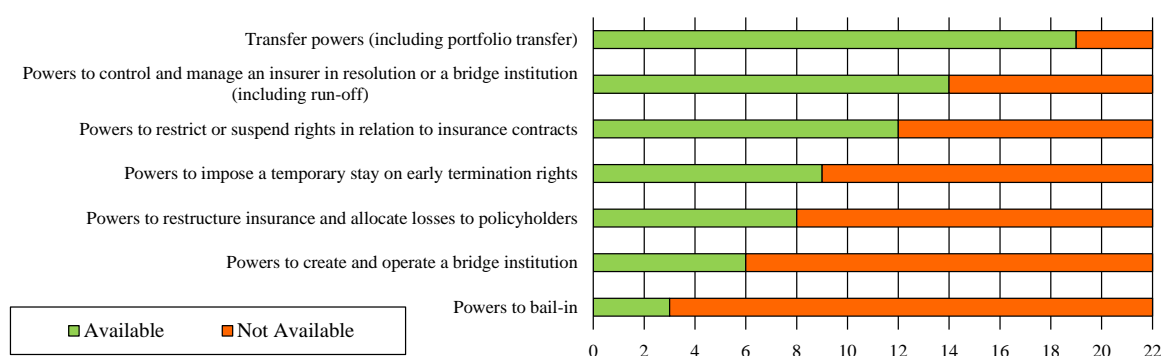 Transfer powers (including portfolio transfer)
Powers to control and manage an insurer in resolution or a bridge institution
(including run-off)
Powers to restrict or suspend rights in relation to insurance contracts
Powers to impose a temporary stay on early termination rights
Powers to restructure insurance and allocate losses to policyholders
Powers to create and operate a bridge institution
Powers to bail-in
Available Not Available
0 2 4 6 8 10 12 14 16 18 20 22